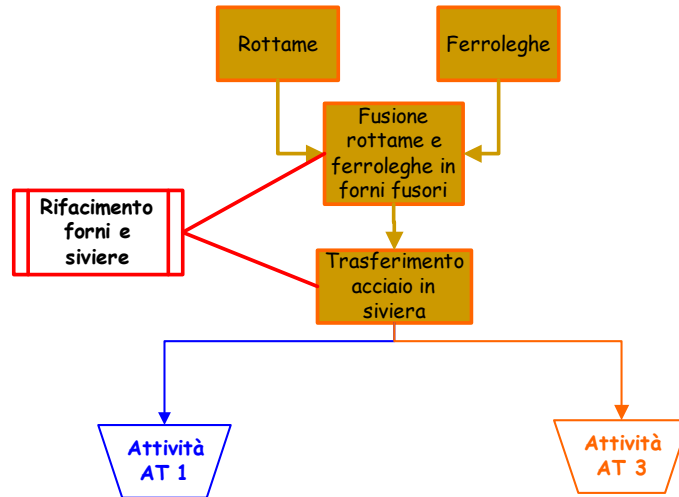 Rottame
Ferroleghe
Fusione
rottame e
ferroleghe in
forni fusori
Rifacimento
forni e
siviere
Trasferimento
acciaio in
siviera
Attività
AT 1
Attività
AT 3